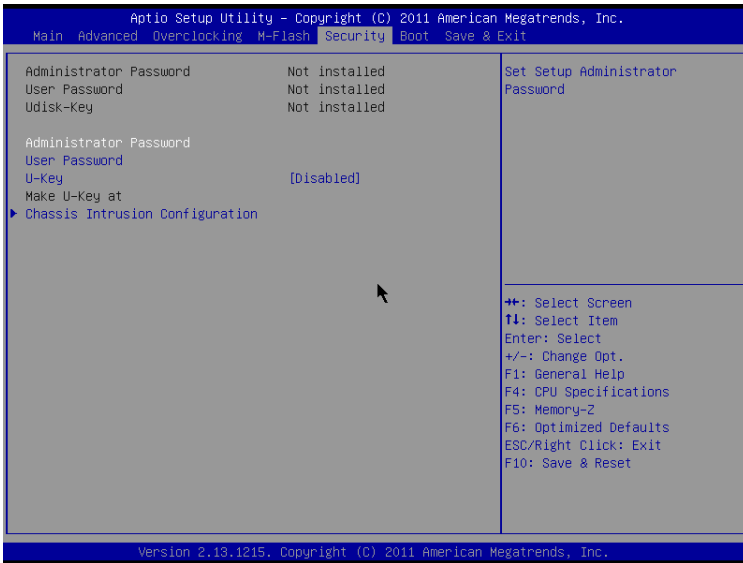 Aptio Setup Utility – Copyright (C) 2011 American Megatrends, Inc.
Main Advanced Overclocking M-Flash Security Boot Save & Exit
Administrator Password Not installed
User Password Not installed
Udisk-Key Not installed
Administrator Password
User Password
U-Key [Disabled]
Make U-Key at
Chassis Intrusion Configuration
Set Setup Administrator
Password
→←: Select Screen
↑↓: Select Item
Enter: Select
+/-: Change Opt.
F1: General Help
F4: CPU Specifications
F5: Memory-Z
F6: Optimized Defaults
ESC/Right Click: Exit
F10: Save & Reset
Version 2.13.1215. Copyright (C) 2011 American Megatrends, Inc.